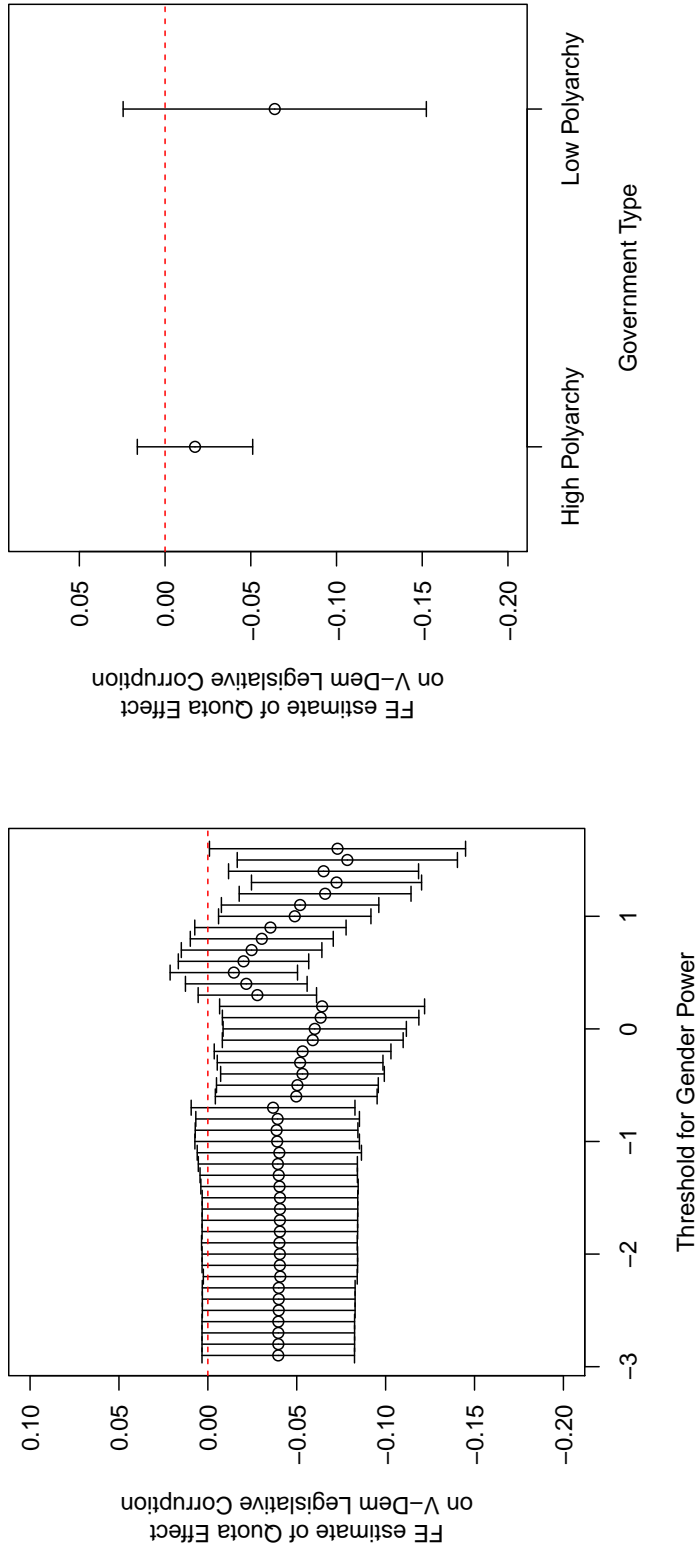 0.10
0.05
0.00
−0.05
−0.10
−0.15
−0.20
FE estimate of Quota Effect
on V−Dem Legislative Corruption
−3
−2
−1
0
1
Threshold for Gender Power
0.05
0.00
−0.05
−0.10
−0.15
−0.20
FE estimate of Quota Effect
on V−Dem Legislative Corruption
High Polyarchy
Low Polyarchy
Government Type